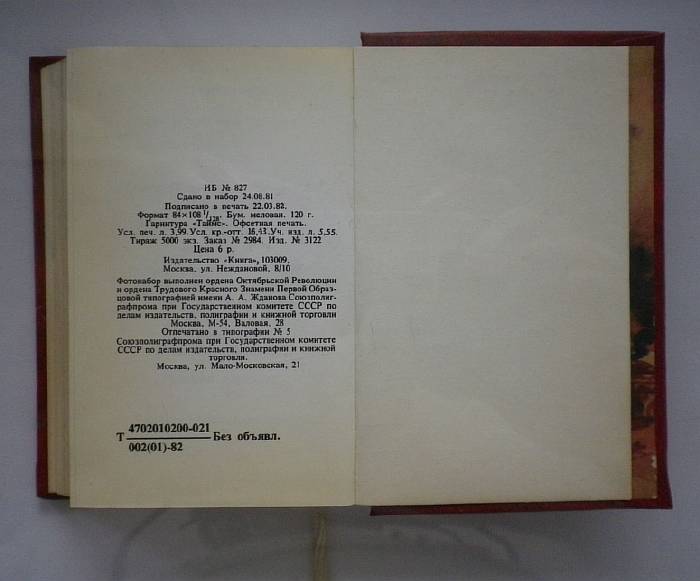 ИБ № 827
Сдано в набор 24.08.81
Подписано в печать 22.03.82.
Формат 84×108 1/128. Бум. меловая. 120 г.
Гарнитура «Таймс». Офсетная печать.
Усл. печ. л. 3,99. Усл. кр.-отт. 16,43. Уч. изд. л. 5,55.
Тираж 5000 экз. Заказ № 2984. Изд. № 3122
Цена 6 р.
Издательство «Книга», 103009,
Москва, ул. Неждановой, 8/10
Фотонабор выполнен ордена Октябрьской Революции
и ордена Трудового Красного Знамени Первой Образ-
цовой типографией имени А. А. Жданова Союзполиг-
рафпрома при Государственном комитете СССР по
делам издательств, полиграфии и книжной торговли
Москва, М-54, Валовая, 28
Отпечатано в типографии № 5
Союзполиграфпрома при Государственном комитете
СССР по делам издательств, полиграфии и книжной
торговли.
Москва, ул. Мало-Московская, 21
4702010200-021
Т Без объявл.
002(01)-82